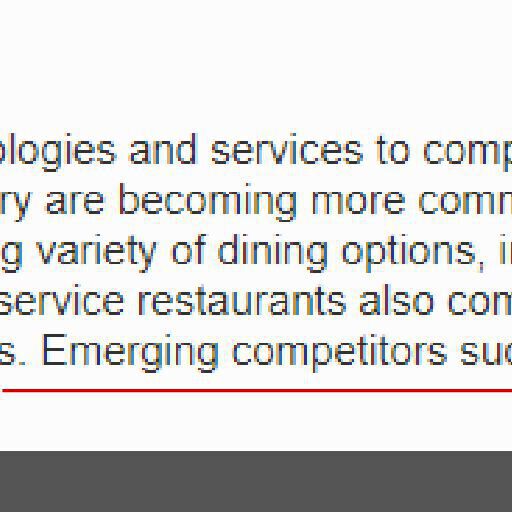 ologies and services to comp
ry are becoming more comm
g variety of dining options, i
service restaurants also com
s. Emerging competitors suc